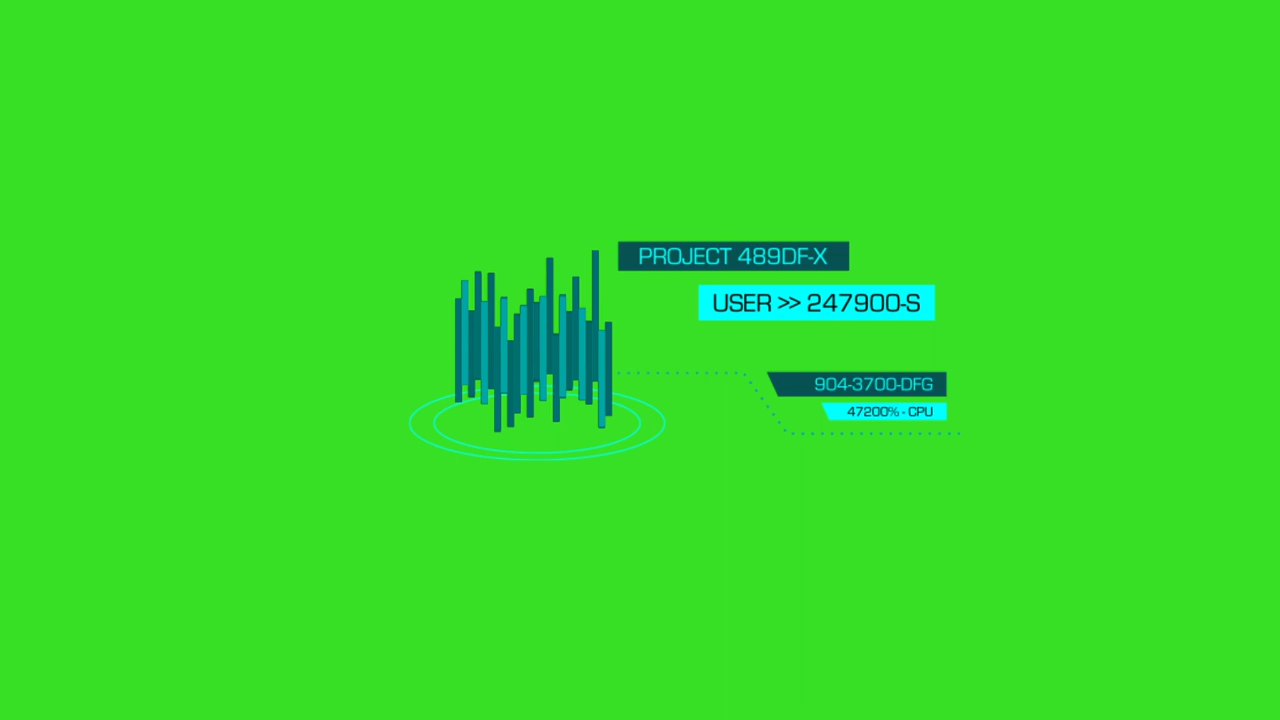 PROJECT 489DF-X
USER >> 247900-S
904-3700-DFG
47200% - CPU